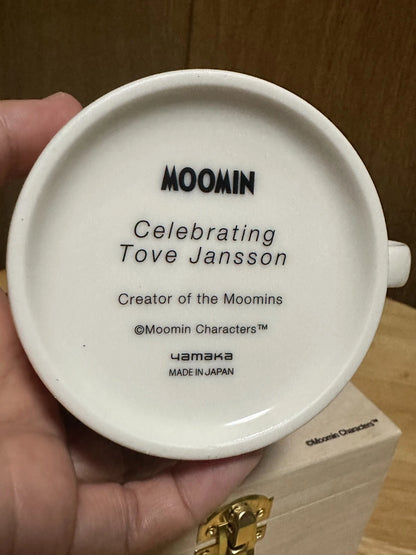 MOOMIN
Celebrating
Tove Jansson
Creator of the Moomins
©Moomin Characters™
yamaka
MADE IN JAPAN
©Moomin Characters™